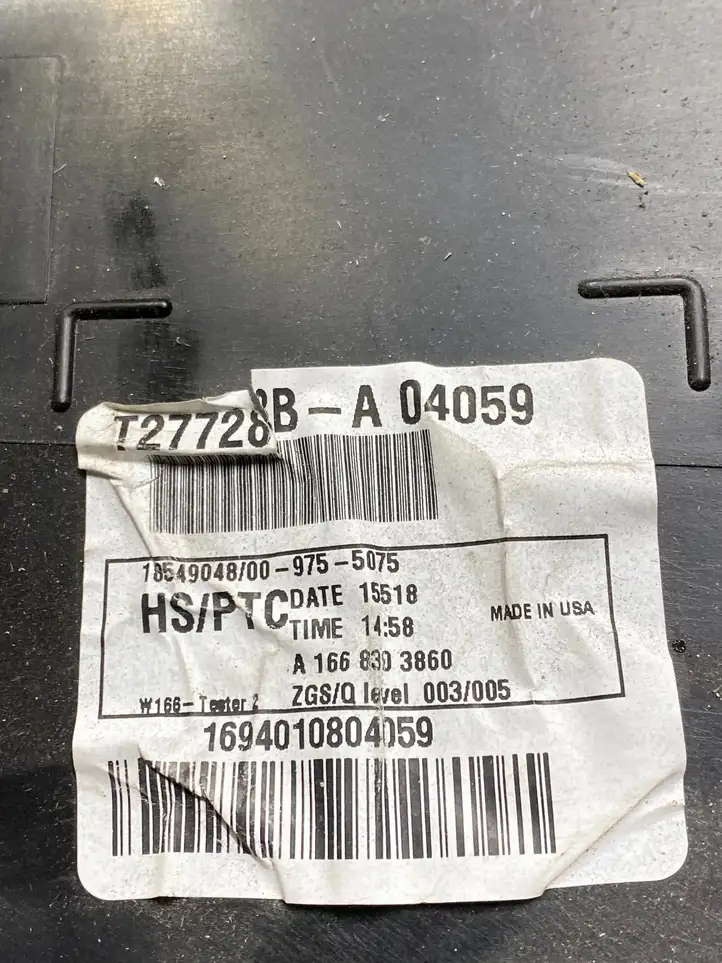 T27728B-A 04059
18549048/00-975-5075
HS/PTC DATE 15518
TIME 14:58
MADE IN USA
A 166 830 3860
W166-Tester 2 ZGS/Q level 003/005
1694010804059